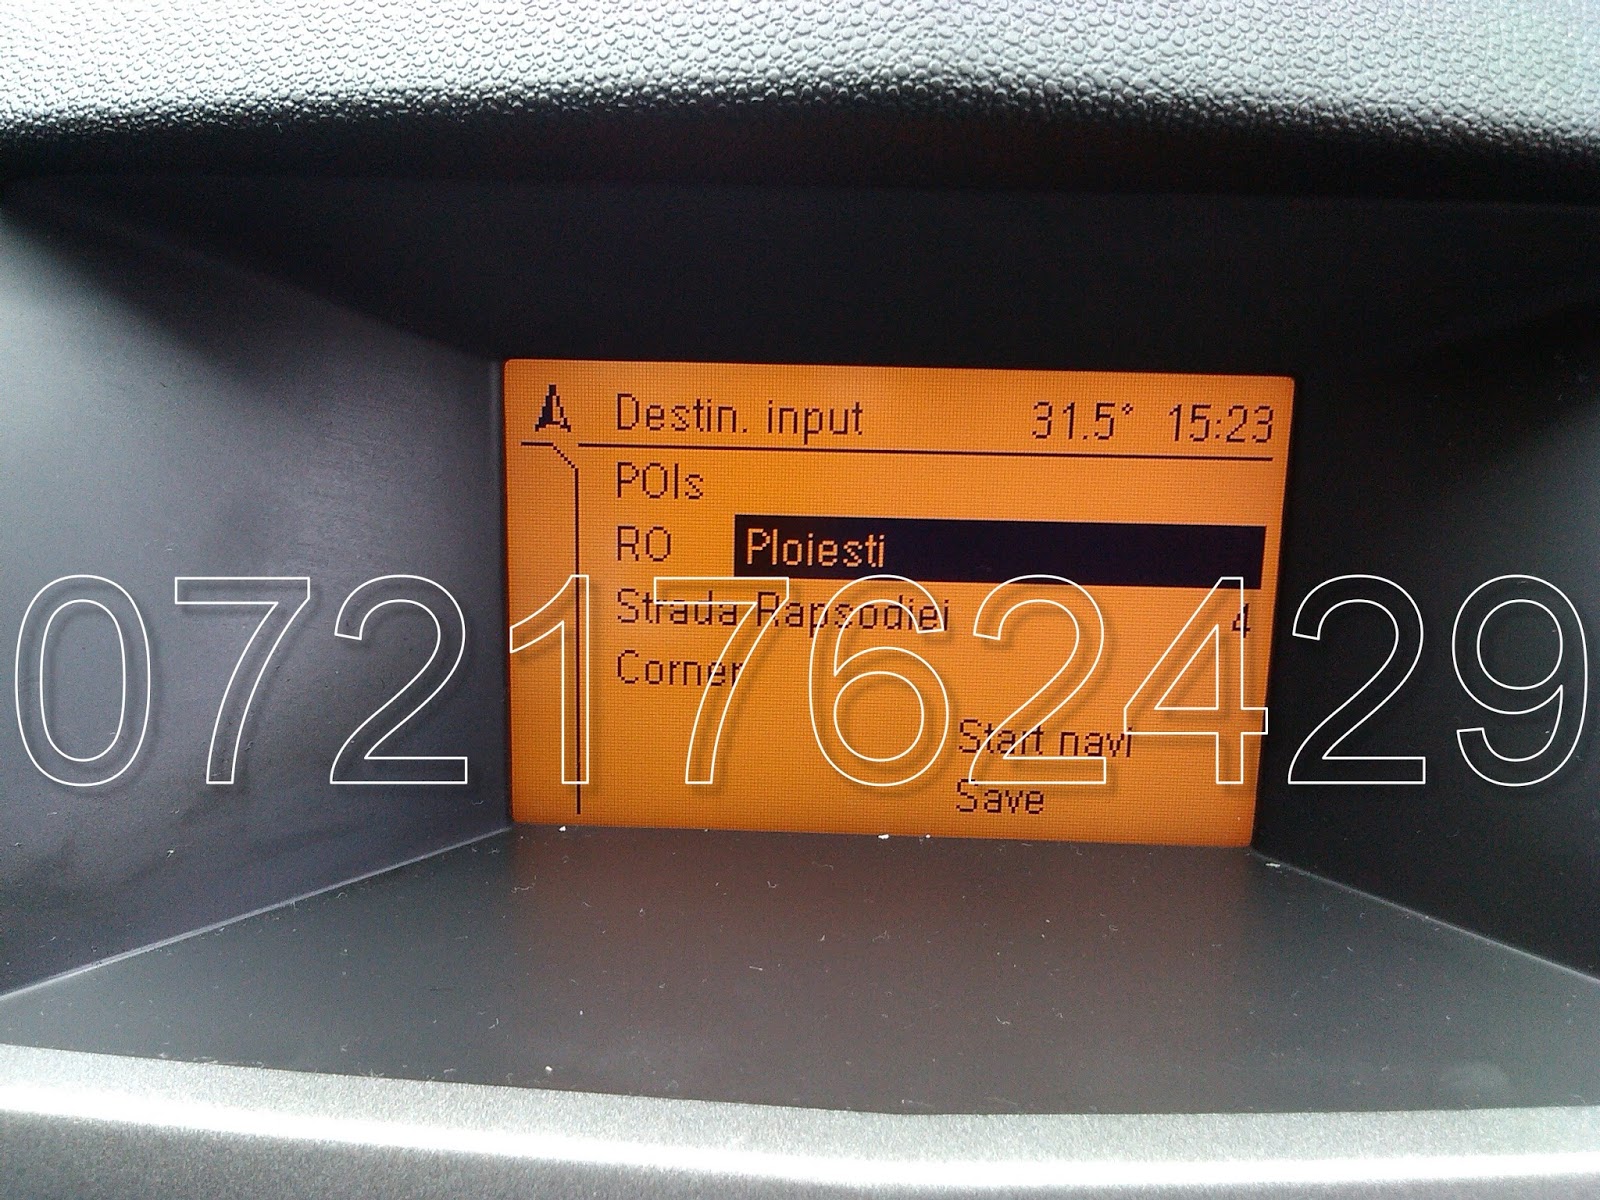 Destin. input 31.5° 15:23
POIs
RO Ploiesti
Strada Rapsodiei 4
Corner
Start navi
Save
0721762429